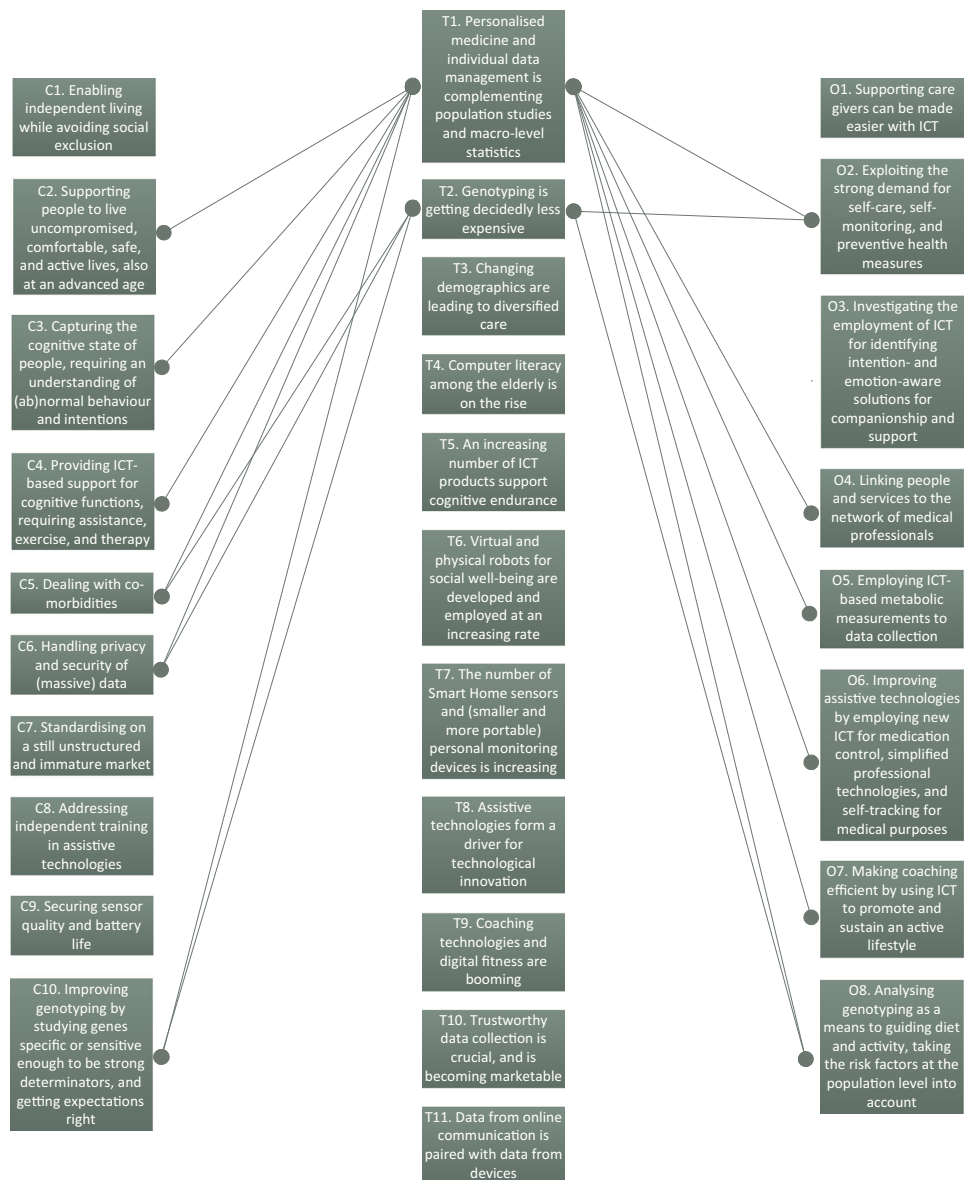 C1. Enabling
independent living
while avoiding social
exclusion
C2. Supporting
people to live
uncompromised,
comfortable, safe,
and active lives, also
at an advanced age
C3. Capturing the
cognitive state of
people, requiring an
understanding of
(ab)normal behaviour
and intentions
C4. Providing ICT-
based support for
cognitive functions,
requiring assistance,
exercise, and therapy
C5. Dealing with co-
morbidities
C6. Handling privacy
and security of
(massive) data
C7. Standardising on
a still unstructured
and immature market
C8. Addressing
independent training
in assistive
technologies
C9. Securing sensor
quality and battery
life
C10. Improving
genotyping by
studying genes
specific or sensitive
enough to be strong
determinators, and
getting expectations
right
T1. Personalised
medicine and
individual data
management is
complementing
population studies
and macro-level
statistics
T2. Genotyping is
getting decidedly less
expensive
T3. Changing
demographics are
leading to diversified
care
T4. Computer literacy
among the elderly is
on the rise
T5. An increasing
number of ICT
products support
cognitive endurance
T6. Virtual and
physical robots for
social well-being are
developed and
employed at an
increasing rate
T7. The number of
Smart Home sensors
and (smaller and
more portable)
personal monitoring
devices is increasing
T8. Assistive
technologies form a
driver for
technological
innovation
T9. Coaching
technologies and
digital fitness are
booming
T10. Trustworthy
data collection is
crucial, and is
becoming marketable
T11. Data from online
communication is
paired with data from
devices
O1. Supporting care
givers can be made
easier with ICT
O2. Exploiting the
strong demand for
self-care, self-
monitoring, and
preventive health
measures
O3. Investigating the
employment of ICT
for identifying
intention- and
emotion-aware
solutions for
companionship and
support
O4. Linking people
and services to the
network of medical
professionals
O5. Employing ICT-
based metabolic
measurements to
data collection
O6. Improving
assistive technologies
by employing new
ICT for medication
control, simplified
professional
technologies, and
self-tracking for
medical purposes
O7. Making coaching
efficient by using ICT
to promote and
sustain an active
lifestyle
O8. Analysing
genotyping as a
means to guiding diet
and activity, taking
the risk factors at the
population level into
account